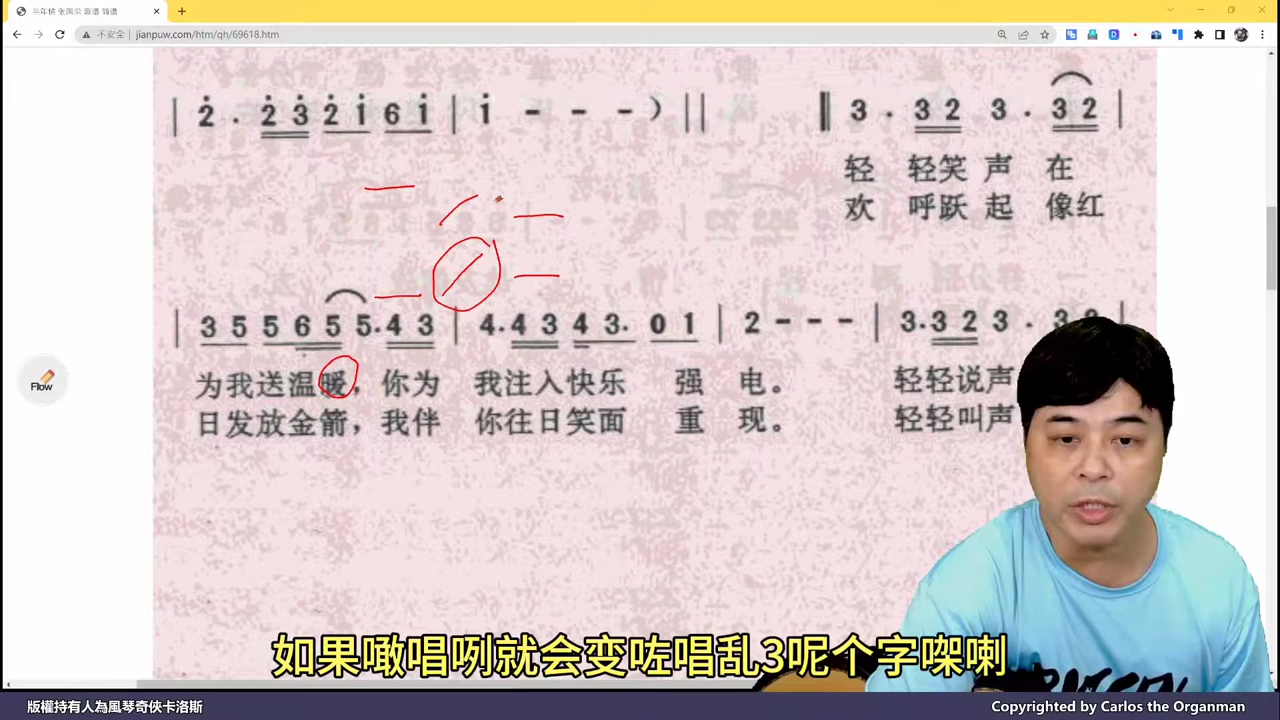 当年情 张国荣 歌谱 简谱
不安全 | jianpuw.com/htm/qh/69618.htm
| 2 . 2 3 2 1 6 1 | 1 - - - ) || ‖ 3 . 3 2 3 . 3 2 |
轻 轻笑 声 在
欢 呼跃 起 像红
| 3 5 5 6 5 5. 4 3 | 4. 4 3 4 3. 0 1 | 2 - - - | 3. 3 2 3 .
为我送温暖，你为 我注入快乐 强 电。 轻轻说声
日发放金箭，我伴 你往日笑面 重 现。 轻轻叫声
Flow
如果噉唱咧就会变咗唱乱3呢个字㗎喇
版權持有人為風琴奇俠卡洛斯
Copyrighted by Carlos the Organman